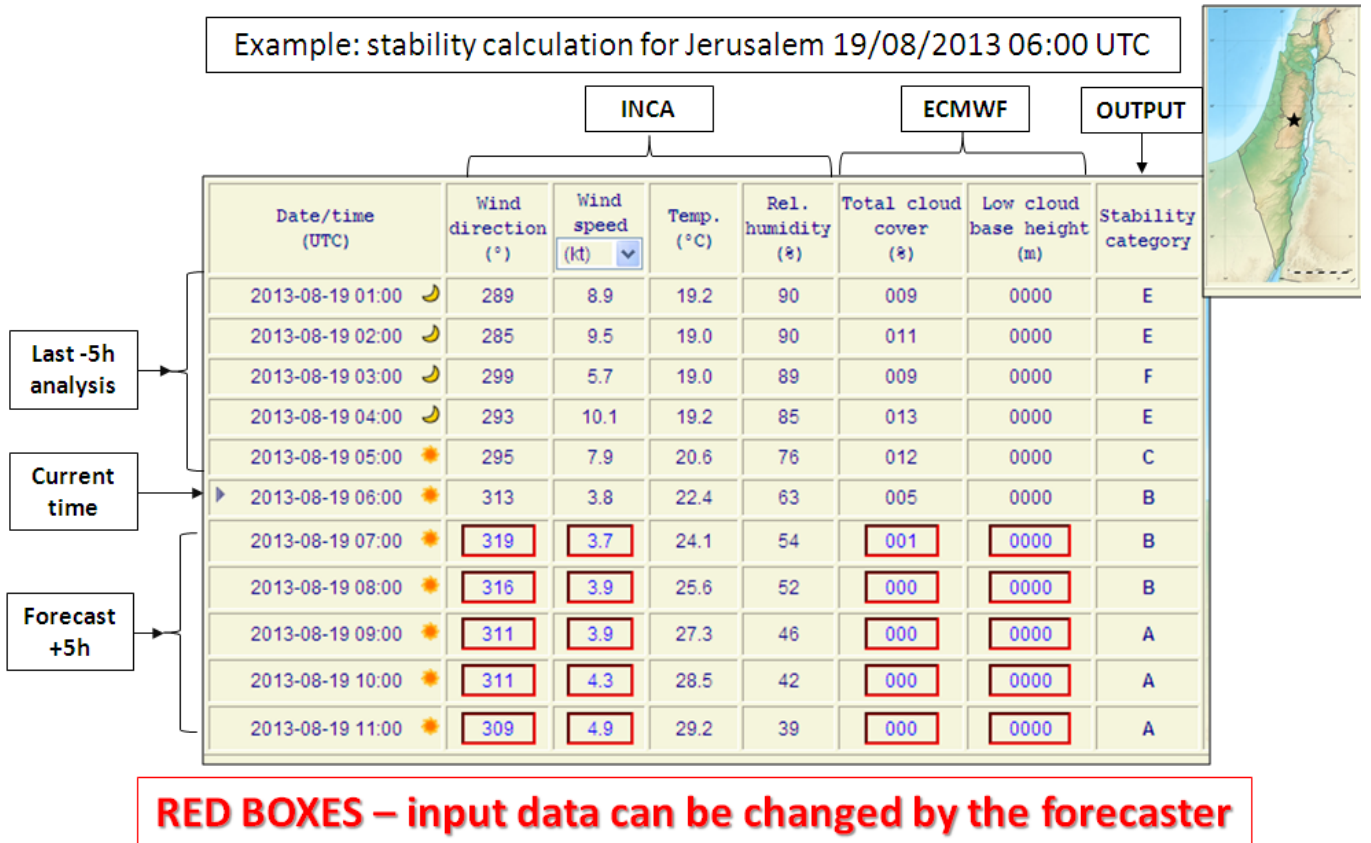 Example: stability calculation for Jerusalem 19/08/2013 06:00 UTC
INCA
ECMWF
OUTPUT
Date/time
(UTC)
Wind
direction
(°)
Wind
speed
(kt)
Temp.
(°C)
Rel.
humidity
(%)
Total cloud
cover
(%)
Low cloud
base height
(m)
Stability
category
2013-08-19 01:00 289 8.9 19.2 90 009 0000 E
2013-08-19 02:00 285 9.5 19.0 90 011 0000 E
2013-08-19 03:00 299 5.7 19.0 89 009 0000 F
2013-08-19 04:00 293 10.1 19.2 85 013 0000 E
2013-08-19 05:00 295 7.9 20.6 76 012 0000 C
2013-08-19 06:00 313 3.8 22.4 63 005 0000 B
2013-08-19 07:00 319 3.7 24.1 54 001 0000 B
2013-08-19 08:00 316 3.9 25.6 52 000 0000 B
2013-08-19 09:00 311 3.9 27.3 46 000 0000 A
2013-08-19 10:00 311 4.3 28.5 42 000 0000 A
2013-08-19 11:00 309 4.9 29.2 39 000 0000 A
Last -5h
analysis
Current
time
Forecast
+5h
RED BOXES – input data can be changed by the forecaster